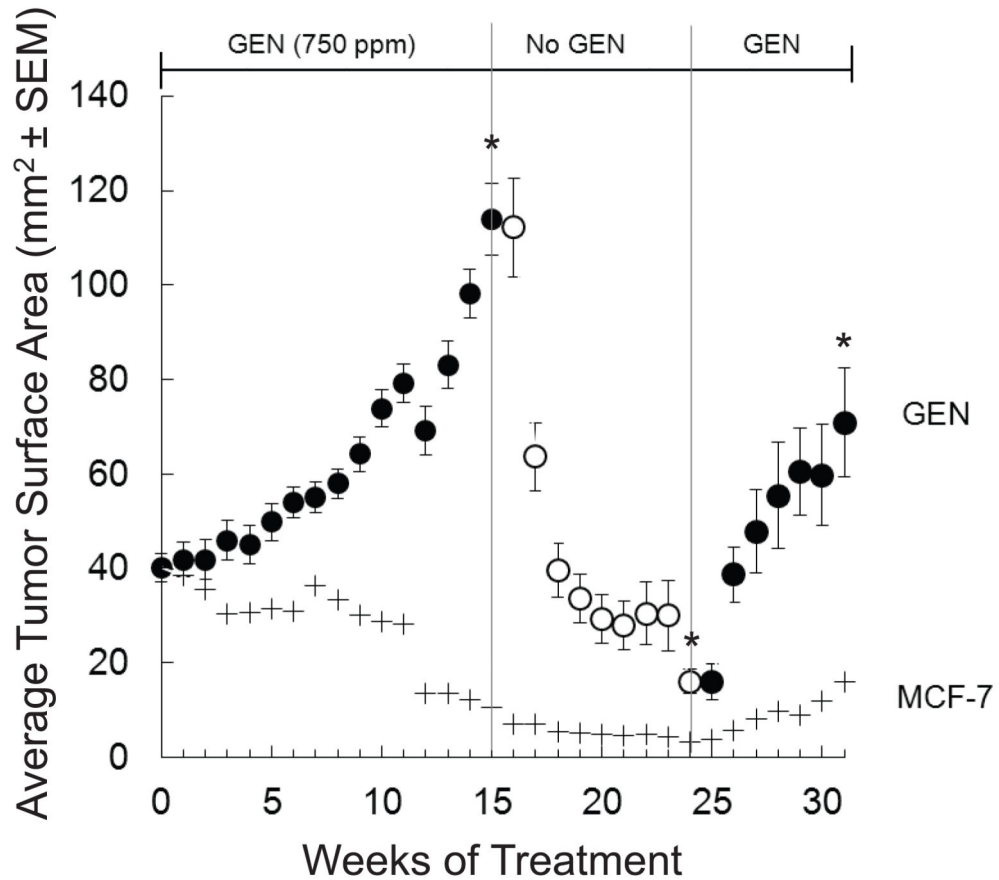 GEN (750 ppm) No GEN GEN
Average Tumor Surface Area (mm² ± SEM)
140
120
100
80
60
40
20
0
*
*
*
GEN
MCF-7
0 5 10 15 20 25 30
Weeks of Treatment